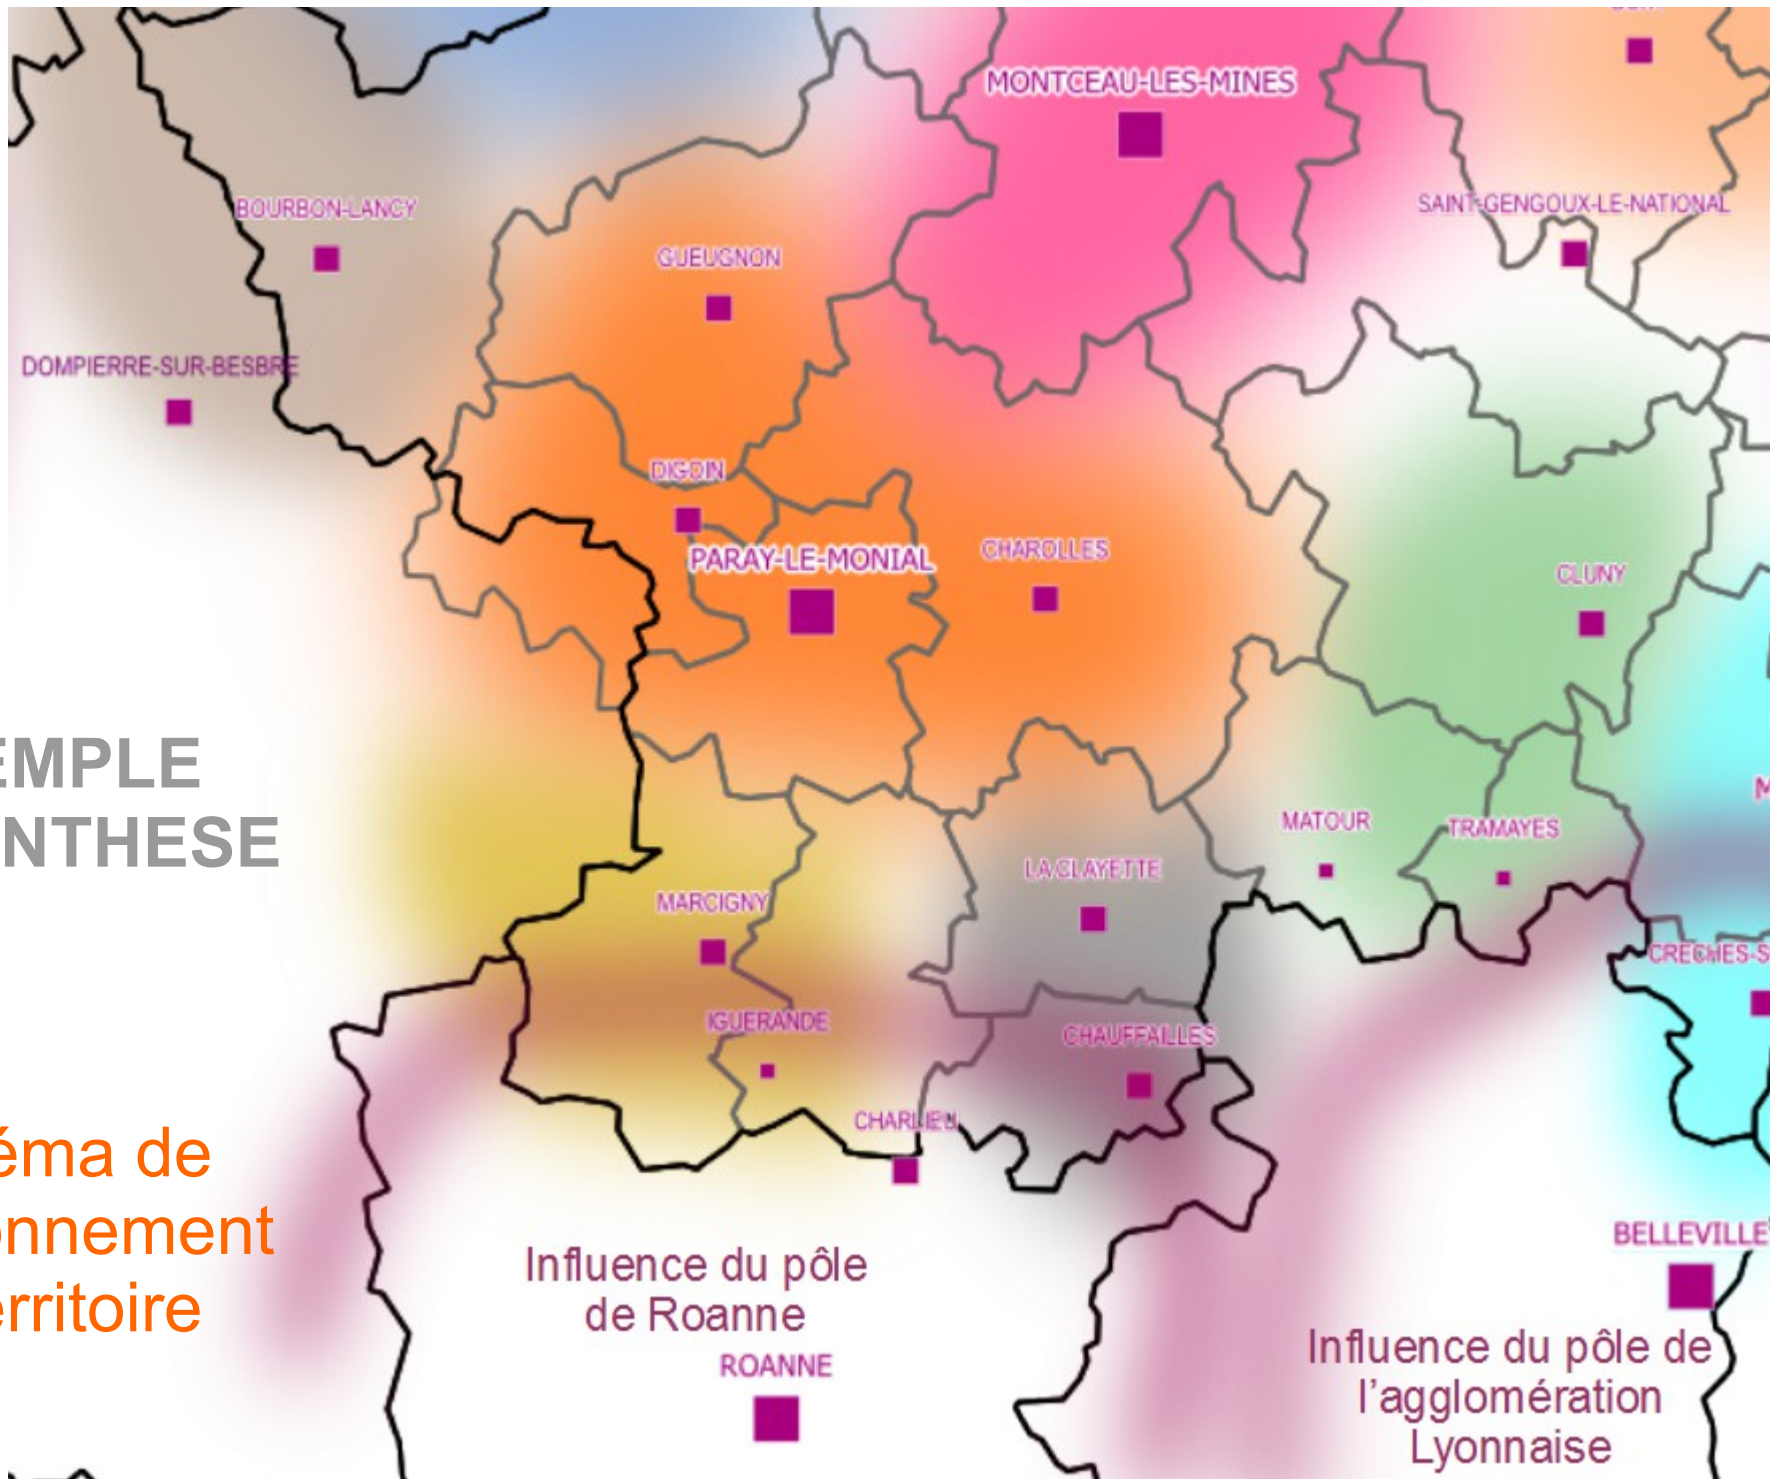 MONTCEAU-LES-MINES
BOURBON-LANCY
SAINT-GENGOUX-LE-NATIONAL
GUEUGNON
DOMPIERRE-SUR-BESBRE
DIGOIN
PARAY-LE-MONIAL
CHAROLLES
CLUNY
EMPLE
NTHESE
MATOUR
TRAMAYES
LA CLAYETTE
MARCIGNY
CRECHES-S
IGUERANDE
CHAUFFAILLES
CHARLIEU
éma de
onnement
erritoire
BELLEVILLE
Influence du pôle
de Roanne
ROANNE
Influence du pôle de
l'agglomération
Lyonnaise